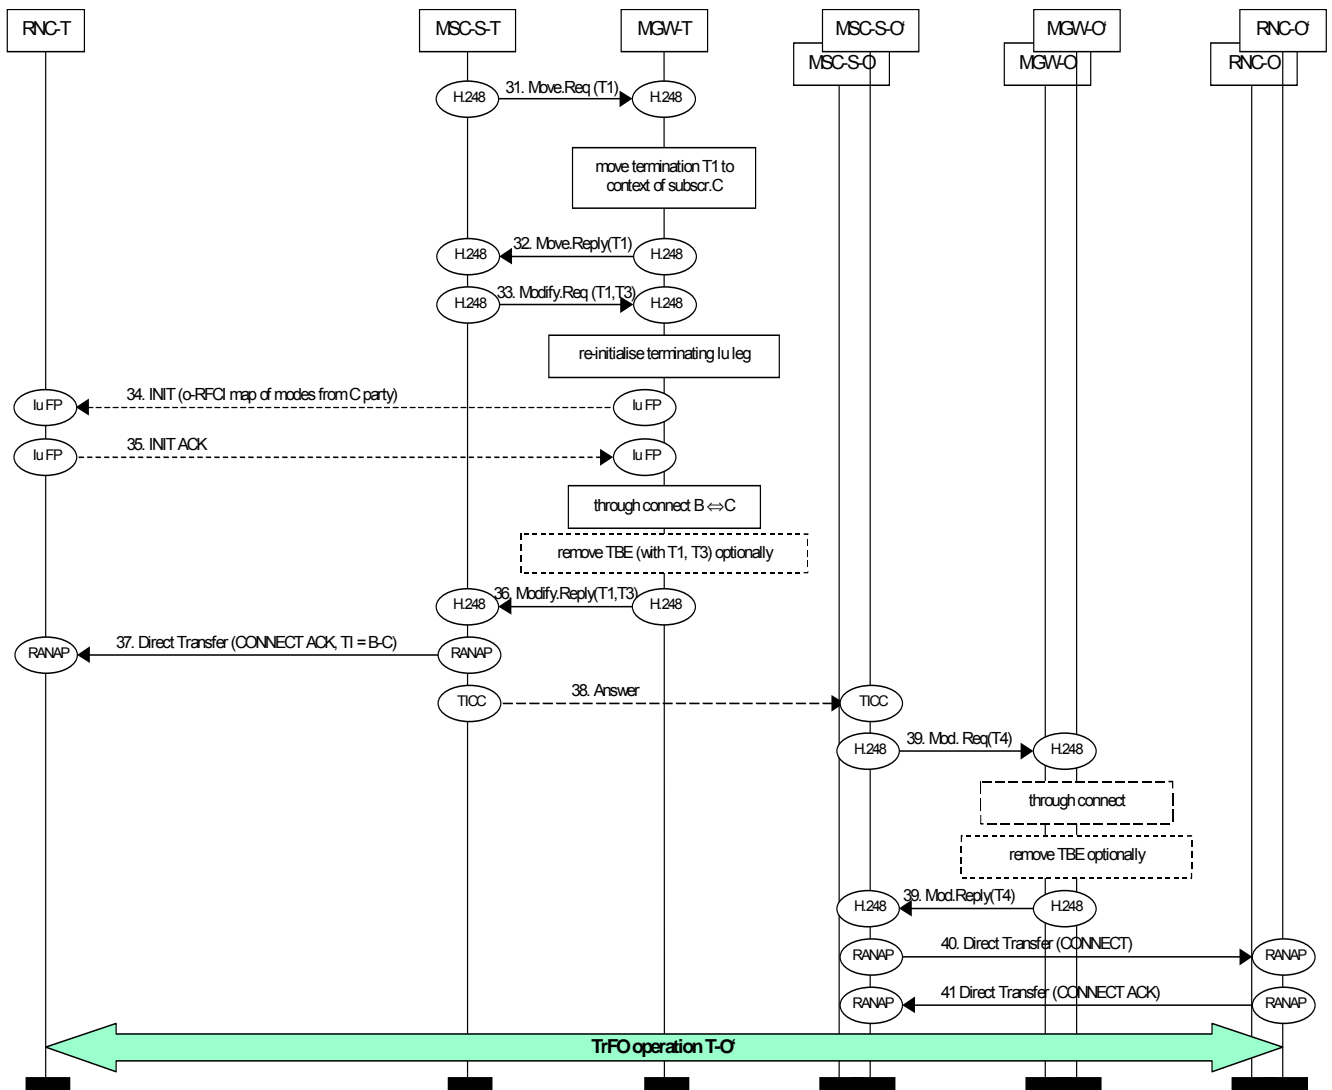 RNC-T
MSC-S-T
MGW-T
MSC-S-O'
MGW-O'
RNC-O'
MSC-S-O
MGW-O
RNC-O
H.248
31. Move.Req (T1)
H.248
move termination T1 to
context of subscr.C
H.248
32. Move.Reply(T1)
H.248
H.248
33. Modify.Req (T1,T3)
H.248
re-initialise terminating Iu leg
Iu FP
34. INIT (o-RFCI map of modes from C party)
Iu FP
Iu FP
35. INIT ACK
Iu FP
through connect B ⇔ C
remove TBE (with T1, T3) optionally
H.248
36. Modify.Reply(T1,T3)
H.248
RANAP
37. Direct Transfer (CONNECT ACK, TI = B-C)
RANAP
TICC
38. Answer
TICC
H.248
39. Mod. Req(T4)
H.248
through connect
remove TBE optionally
H.248
39. Mod.Reply(T4)
H.248
RANAP
40. Direct Transfer (CONNECT)
RANAP
RANAP
41 Direct Transfer (CONNECT ACK)
RANAP
TrFO operation T-O'